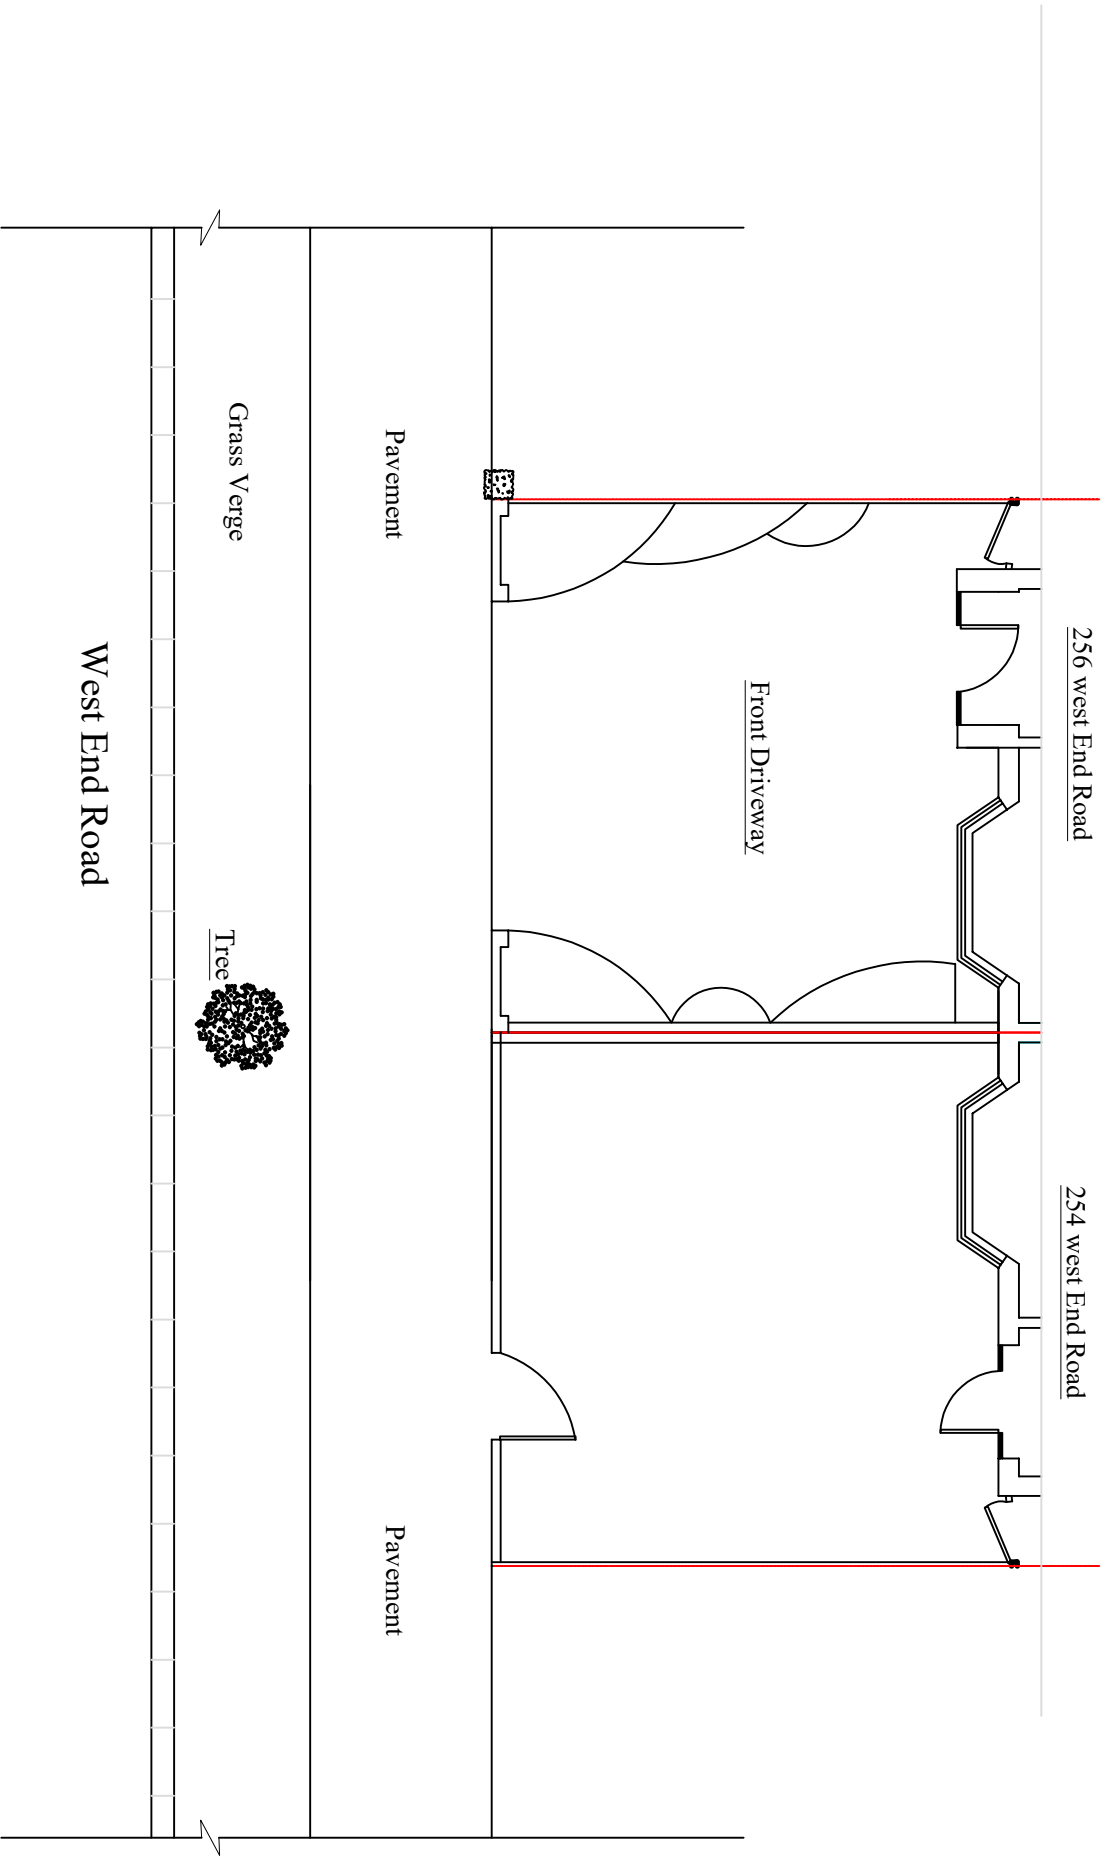 256 west End Road
254 west End Road
Front Driveway
Pavement
Pavement
Grass Verge
Tree
West End Road